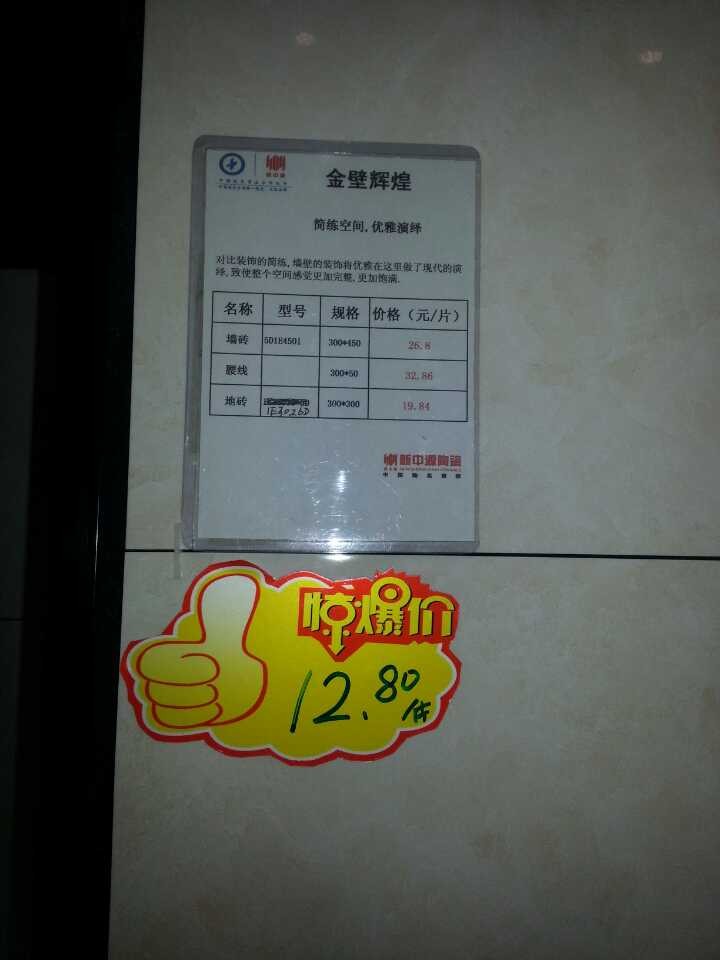 金壁辉煌
简练空间,优雅演绎
对比装饰的简练,墙壁的装饰将优雅在这里做了现代的演
绎,致使整个空间感觉更加完整,更加饱满.
名称 型号 规格 价格（元/片）
墙砖 5D1E4501 300*450 26.8
腰线 300*50 32.86
地砖 1E3026D 300*300 19.84
新中源陶瓷
惊爆价
12.80
/件